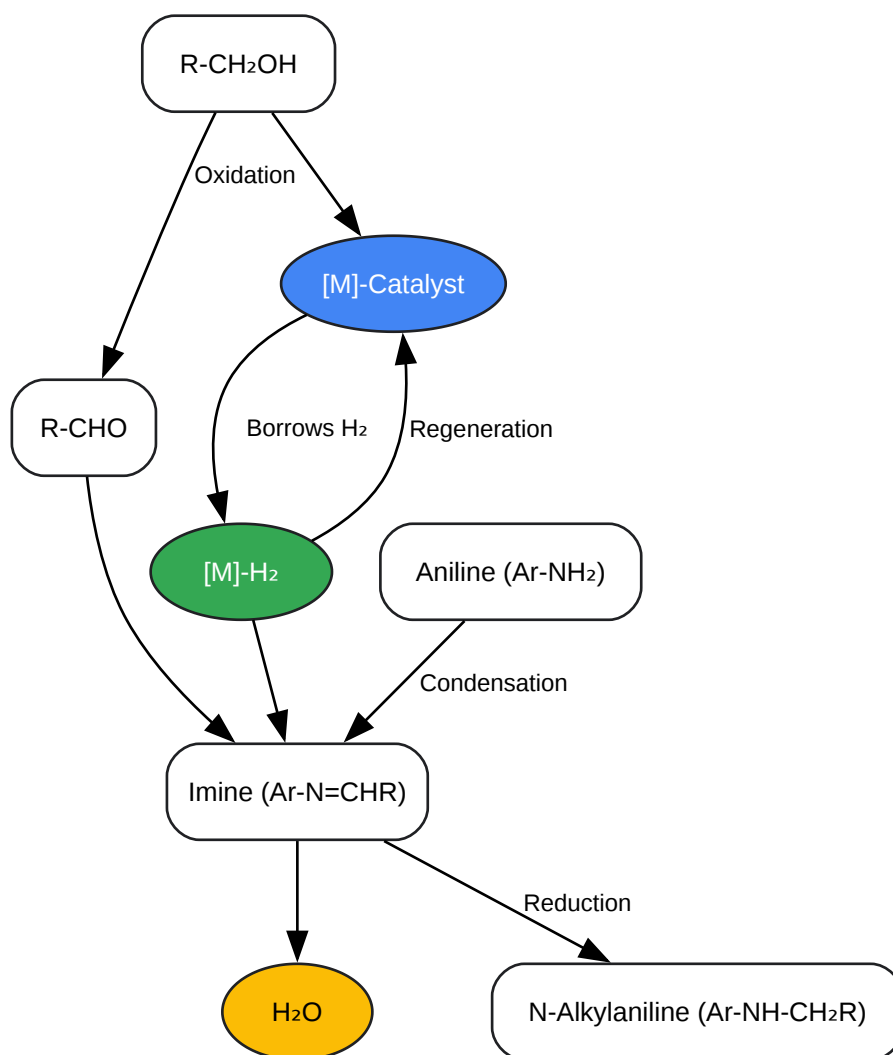 R-CH₂OH
Oxidation
[M]-Catalyst
R-CHO
Borrows H₂
Regeneration
[M]-H₂
Aniline (Ar-NH₂)
Condensation
Imine (Ar-N=CHR)
Reduction
H₂O
N-Alkylaniline (Ar-NH-CH₂R)